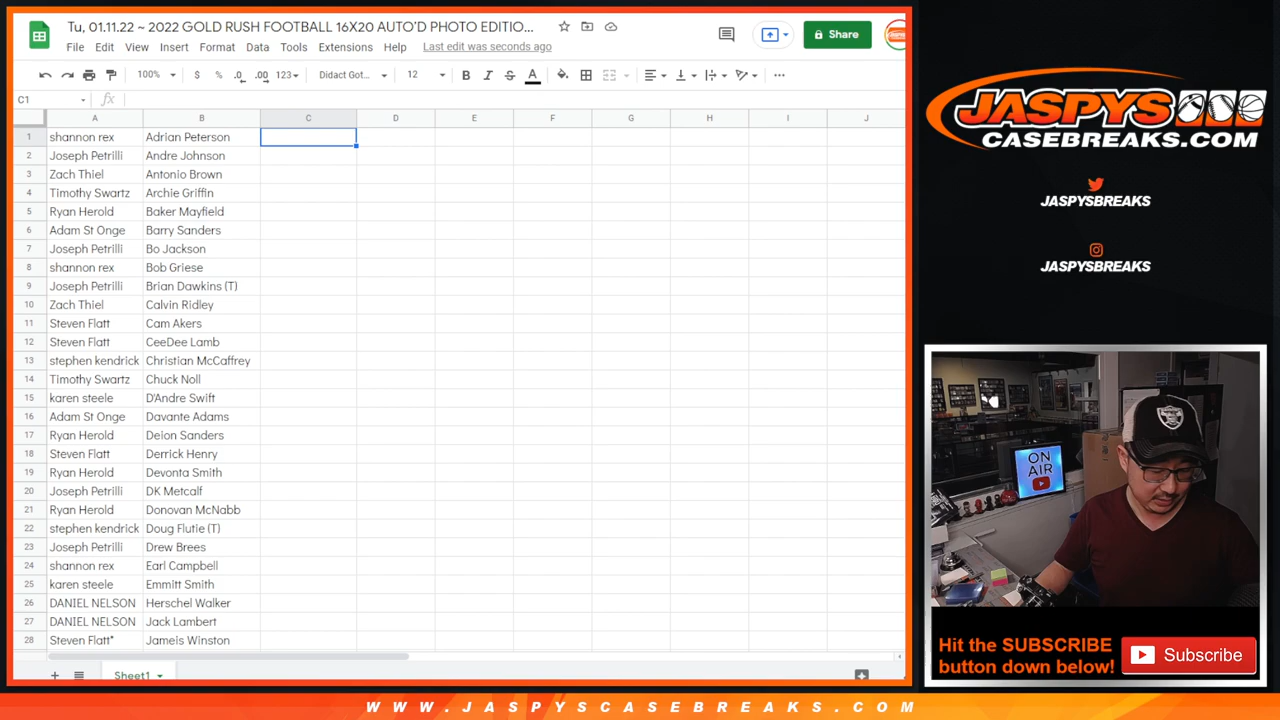 Tu, 01.11.22 ~ 2022 GOLD RUSH FOOTBALL 16X20 AUTO'D PHOTO EDITIO...
File Edit View Insert Format Data Tools Extensions Help Last edit was seconds ago
Share
100% $ % .0 .00 123 Didact Got... 12 B I S A
C1 fx
A B C D E F G H I J
1 shannon rex Adrian Peterson
2 Joseph Petrilli Andre Johnson
3 Zach Thiel Antonio Brown
4 Timothy Swartz Archie Griffin
5 Ryan Herold Baker Mayfield
6 Adam St Onge Barry Sanders
7 Joseph Petrilli Bo Jackson
8 shannon rex Bob Griese
9 Joseph Petrilli Brian Dawkins (T)
10 Zach Thiel Calvin Ridley
11 Steven Flatt Cam Akers
12 Steven Flatt CeeDee Lamb
13 stephen kendrick Christian McCaffrey
14 Timothy Swartz Chuck Noll
15 karen steele D'Andre Swift
16 Adam St Onge Davante Adams
17 Ryan Herold Deion Sanders
18 Steven Flatt Derrick Henry
19 Ryan Herold Devonta Smith
20 Joseph Petrilli DK Metcalf
21 Ryan Herold Donovan McNabb
22 stephen kendrick Doug Flutie (T)
23 Joseph Petrilli Drew Brees
24 shannon rex Earl Campbell
25 karen steele Emmitt Smith
26 DANIEL NELSON Herschel Walker
27 DANIEL NELSON Jack Lambert
28 Steven Flatt* Jameis Winston
Sheet1
JASPYS
CASEBREAKS.COM
JASPYSBREAKS
JASPYSBREAKS
ON
AIR
Hit the SUBSCRIBE
button down below!
Subscribe
WWW.JASPYSCASEBREAKS.COM